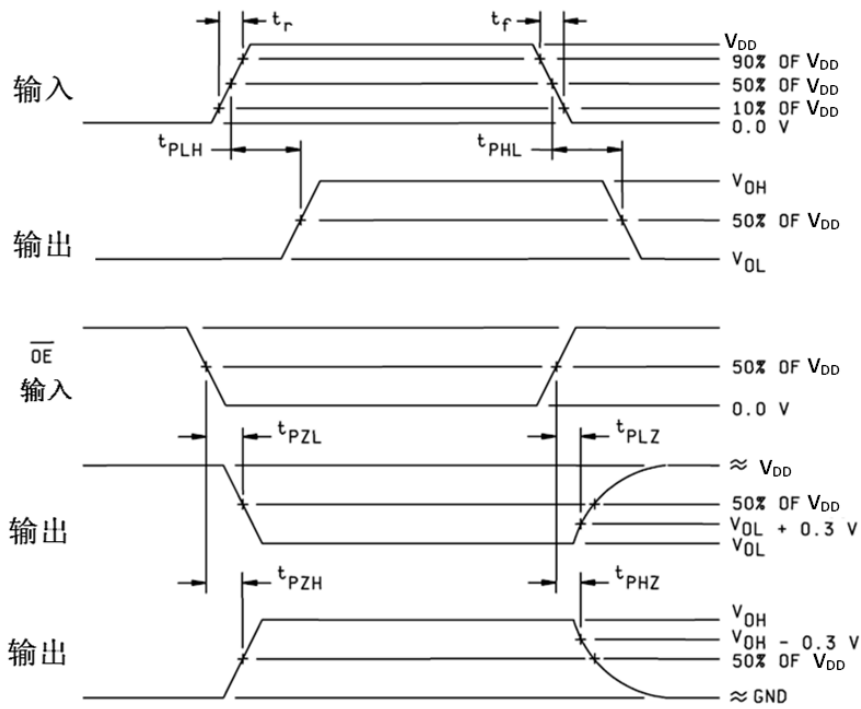 t_r
t_f
V_DD
90% OF V_DD
输入
50% OF V_DD
10% OF V_DD
0.0 V
t_PLH
t_PHL
V_OH
50% OF V_DD
输出
V_OL
OE
50% OF V_DD
输入
0.0 V
t_PZL
t_PLZ
≈ V_DD
50% OF V_DD
输出
V_OL + 0.3 V
V_OL
t_PZH
t_PHZ
V_OH
V_OH - 0.3 V
输出
50% OF V_DD
≈ GND